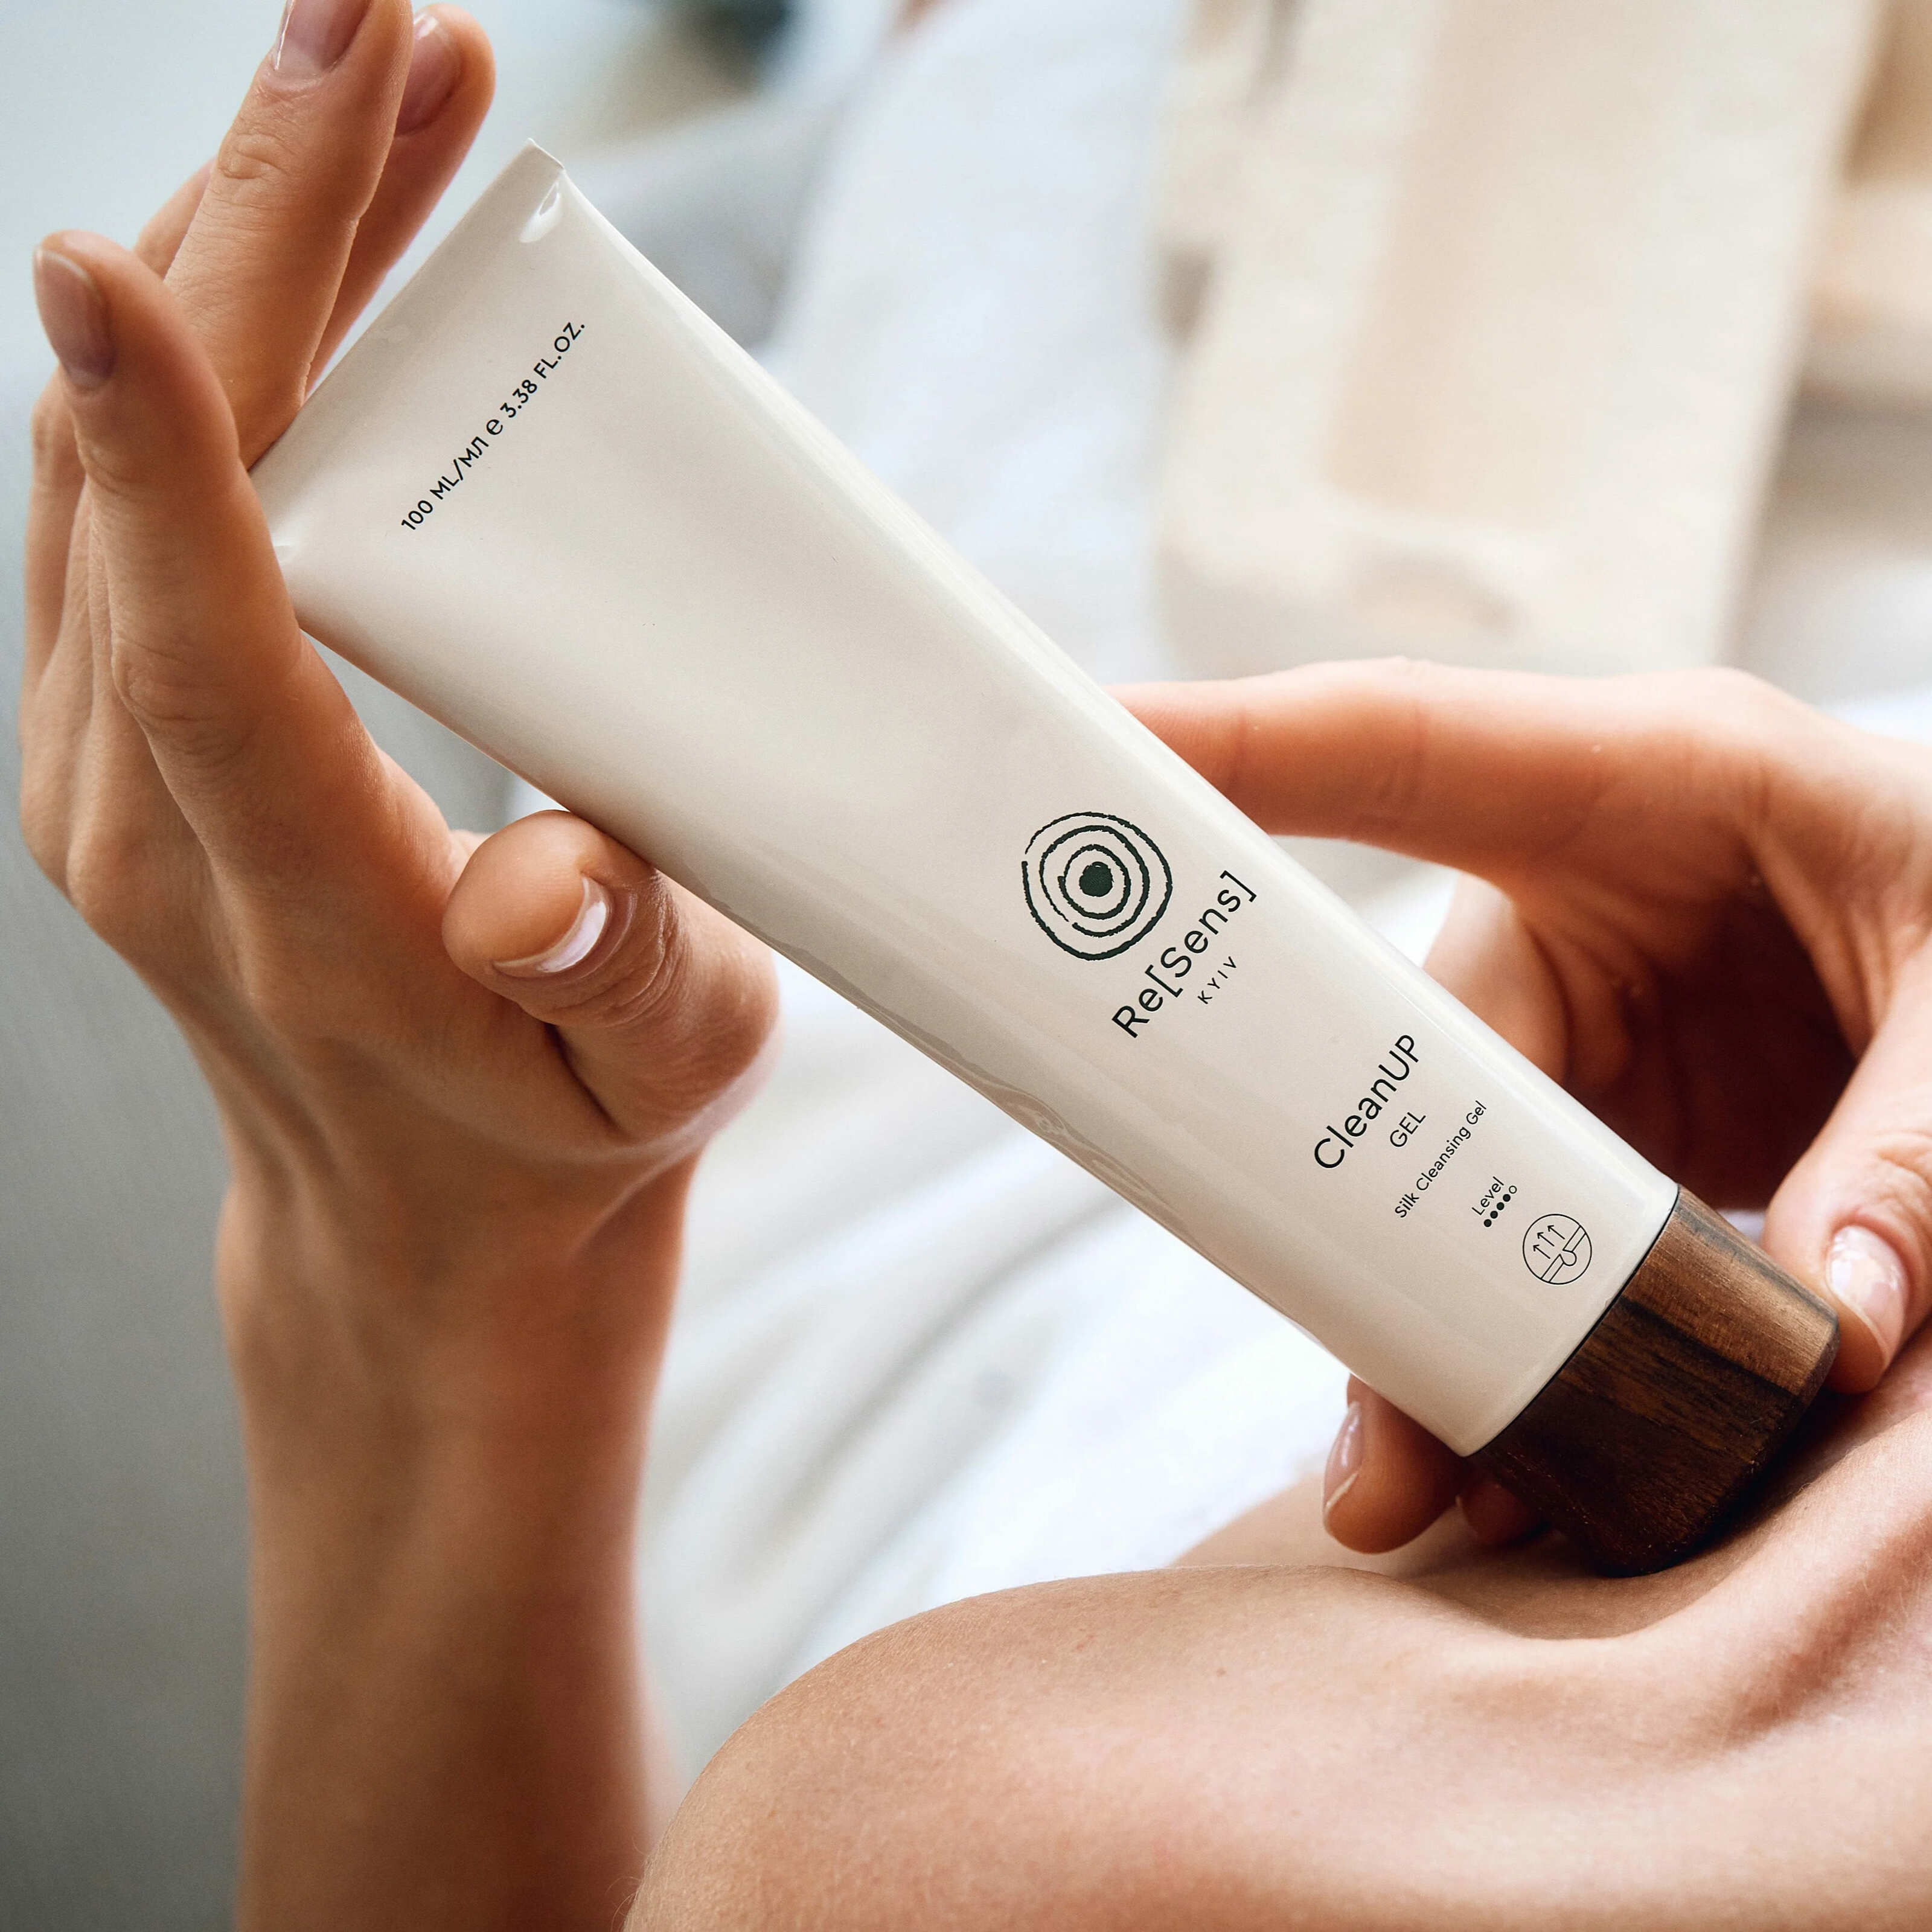 100 ML/МЛ ℮ 3.38 FL.OZ.
Re[Sens]
KYIV
CleanUP
GEL
Silk Cleansing Gel
Level